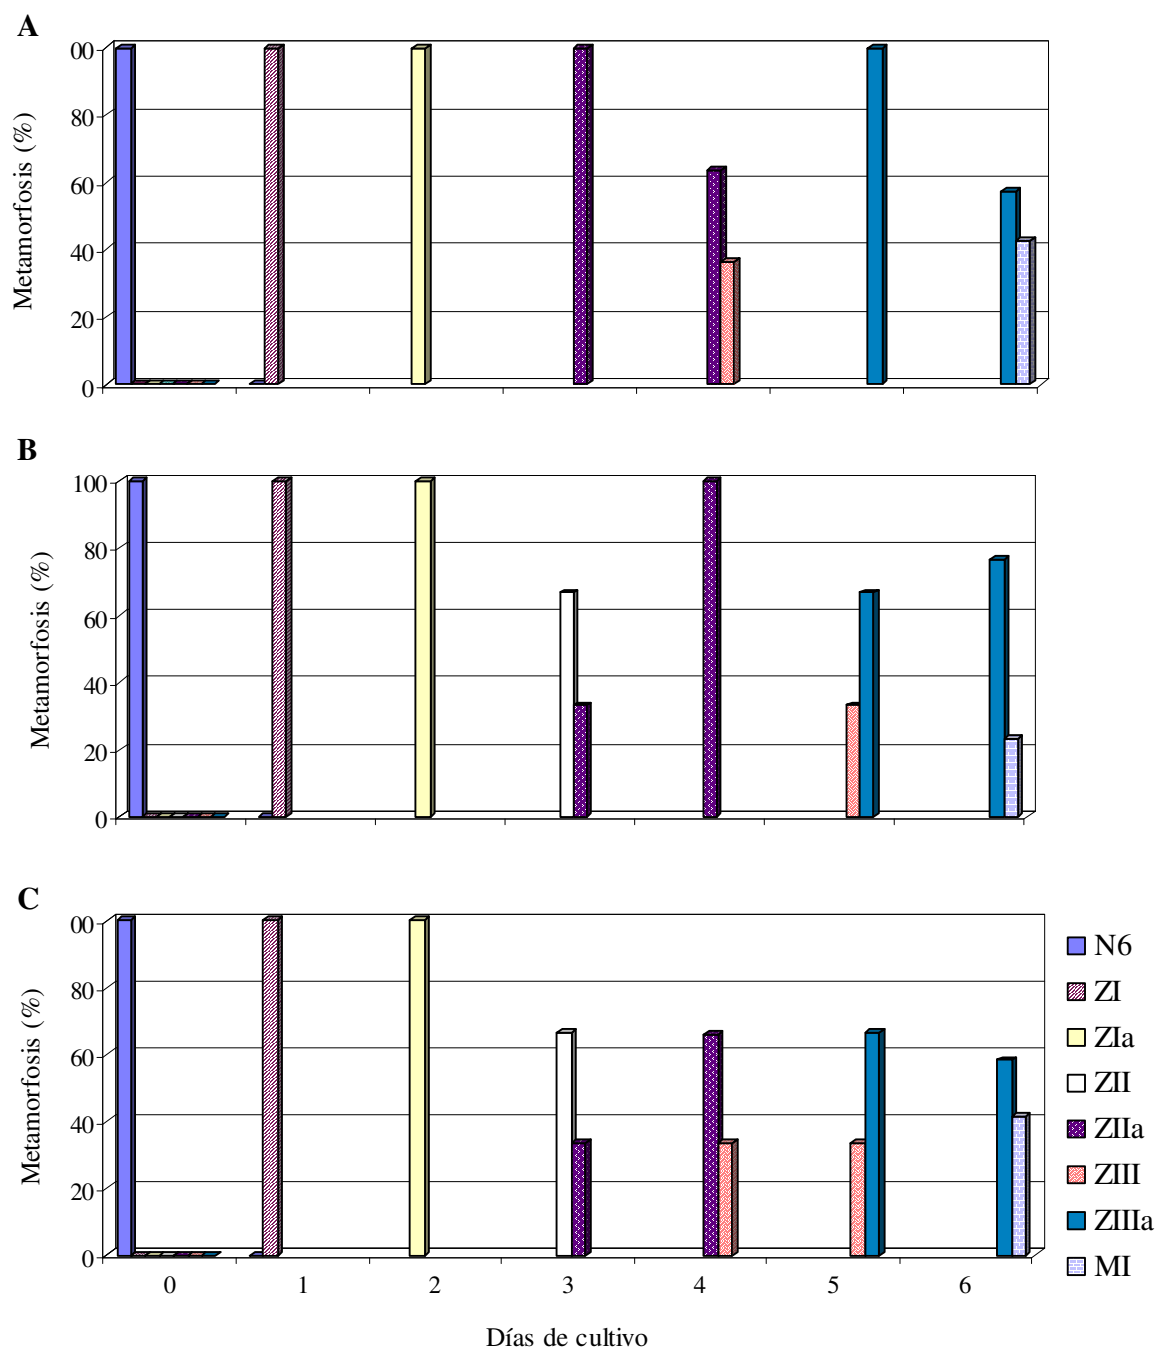 A
Metamorfosis (%)
00
80
60
40
20
0
B
Metamorfosis (%)
100
80
60
40
20
0
C
Metamorfosis (%)
00
80
60
40
20
0
0 1 2 3 4 5 6
Días de cultivo
N6
ZI
ZIa
ZII
ZIIa
ZIII
ZIIIa
MI